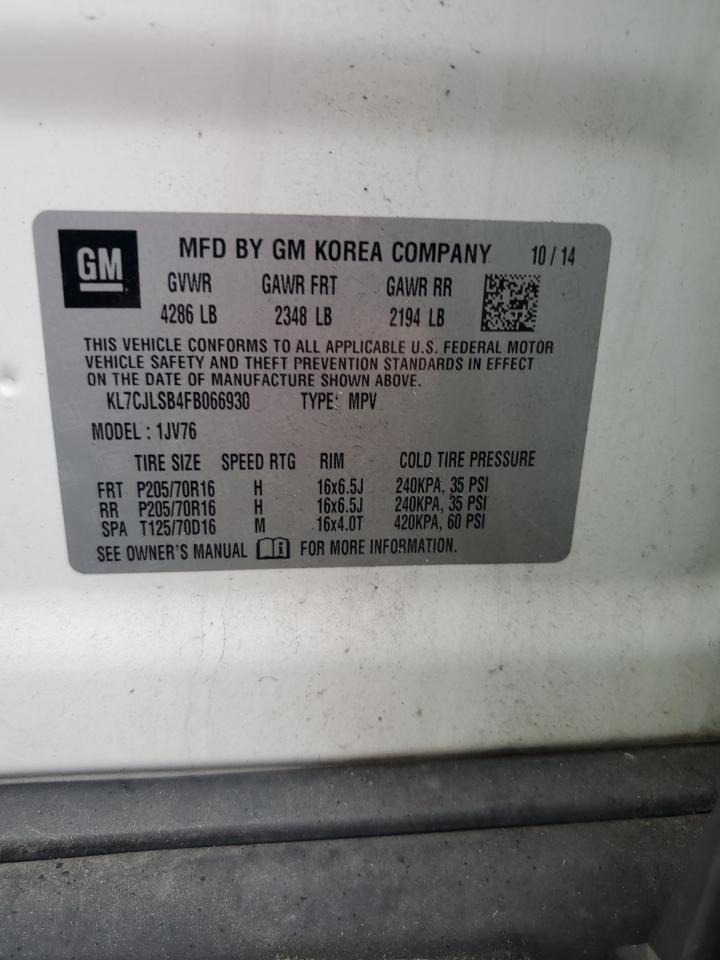 GM MFD BY GM KOREA COMPANY 10 / 14
GVWR GAWR FRT GAWR RR
4286 LB 2348 LB 2194 LB
THIS VEHICLE CONFORMS TO ALL APPLICABLE U.S. FEDERAL MOTOR
VEHICLE SAFETY AND THEFT PREVENTION STANDARDS IN EFFECT
ON THE DATE OF MANUFACTURE SHOWN ABOVE.
KL7CJLSB4FB066930 TYPE: MPV
MODEL : 1JV76
TIRE SIZE SPEED RTG RIM COLD TIRE PRESSURE
FRT P205/70R16 H 16x6.5J 240KPA, 35 PSI
RR P205/70R16 H 16x6.5J 240KPA, 35 PSI
SPA T125/70D16 M 16x4.0T 420KPA, 60 PSI
SEE OWNER'S MANUAL i FOR MORE INFORMATION.